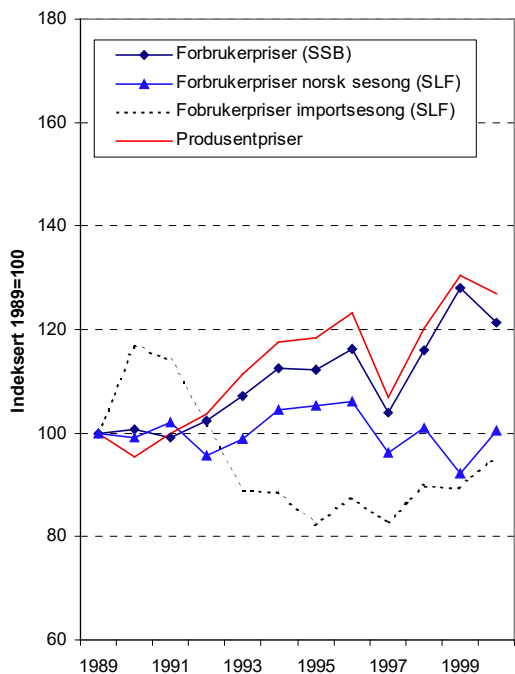 180
160
140
120
100
80
60
Indeksert 1989=100
Forbrukerpriser (SSB)
Forbrukerpriser norsk sesong (SLF)
Fobrukerpriser importsesong (SLF)
Produsentpriser
1989 1991 1993 1995 1997 1999